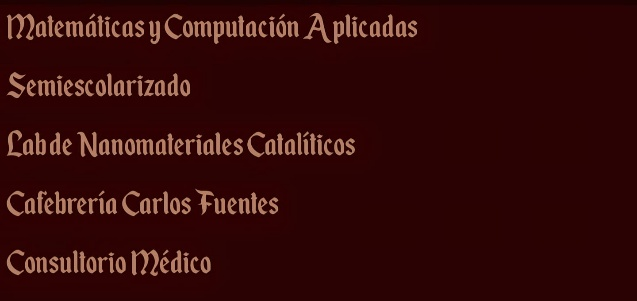 Matemáticas y Computación Aplicadas
Semiescolarizado
Lab de Nanomateriales Catalíticos
Cafebrería Carlos Fuentes
Consultorio Médico